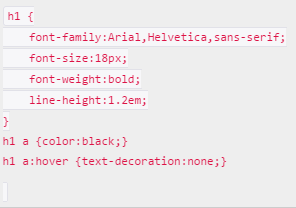 h1 {
    font-family:Arial,Helvetica,sans-serif;
    font-size:18px;
    font-weight:bold;
    line-height:1.2em;
}
h1 a {color:black;}
h1 a:hover {text-decoration:none;}